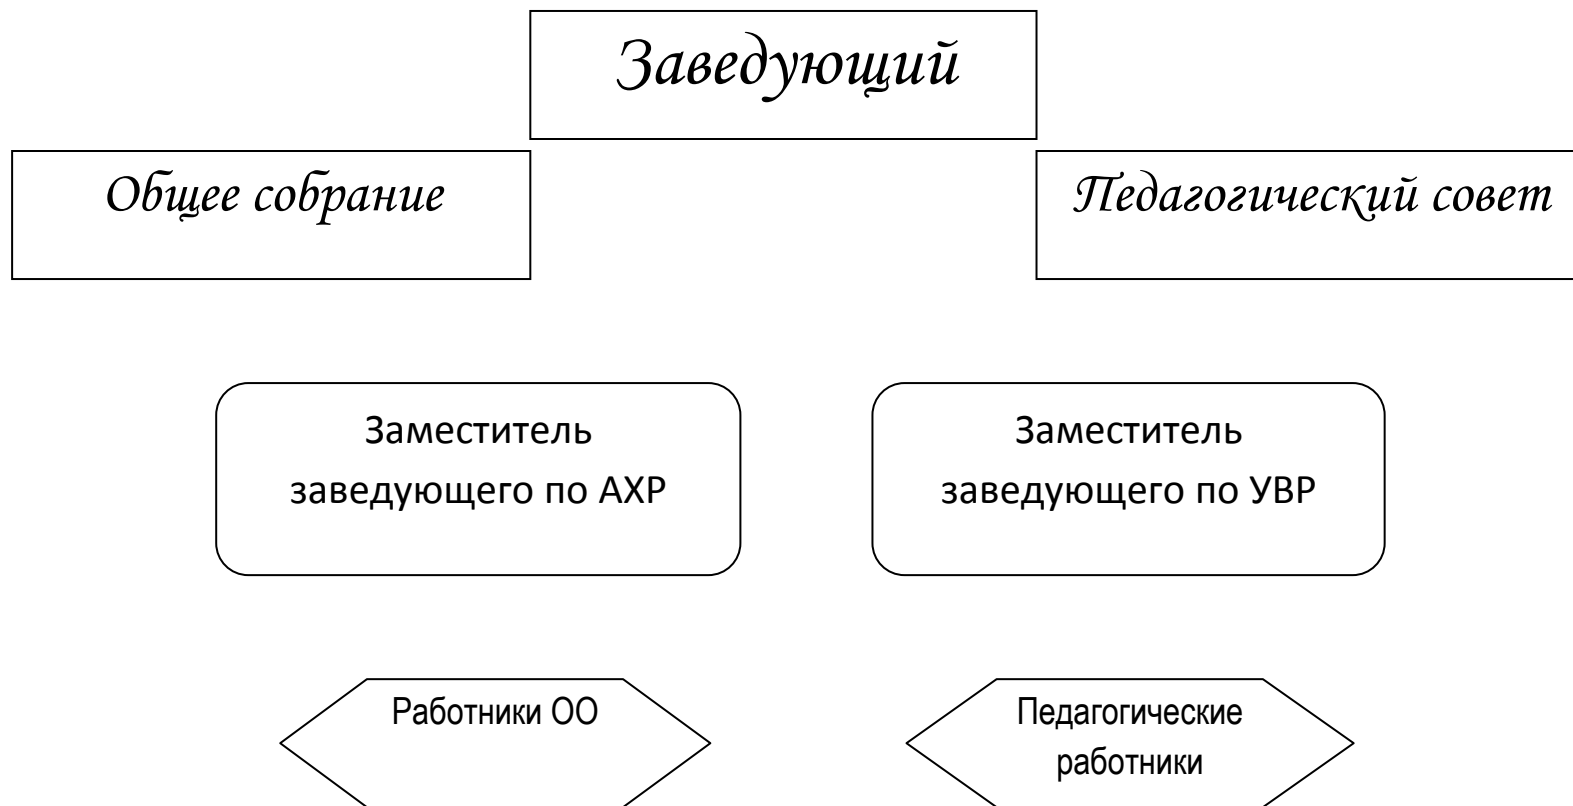 Заведующий
Общее собрание
Педагогический совет
Заместитель
заведующего по АХР
Заместитель
заведующего по УВР
Работники ОО
Педагогические
работники